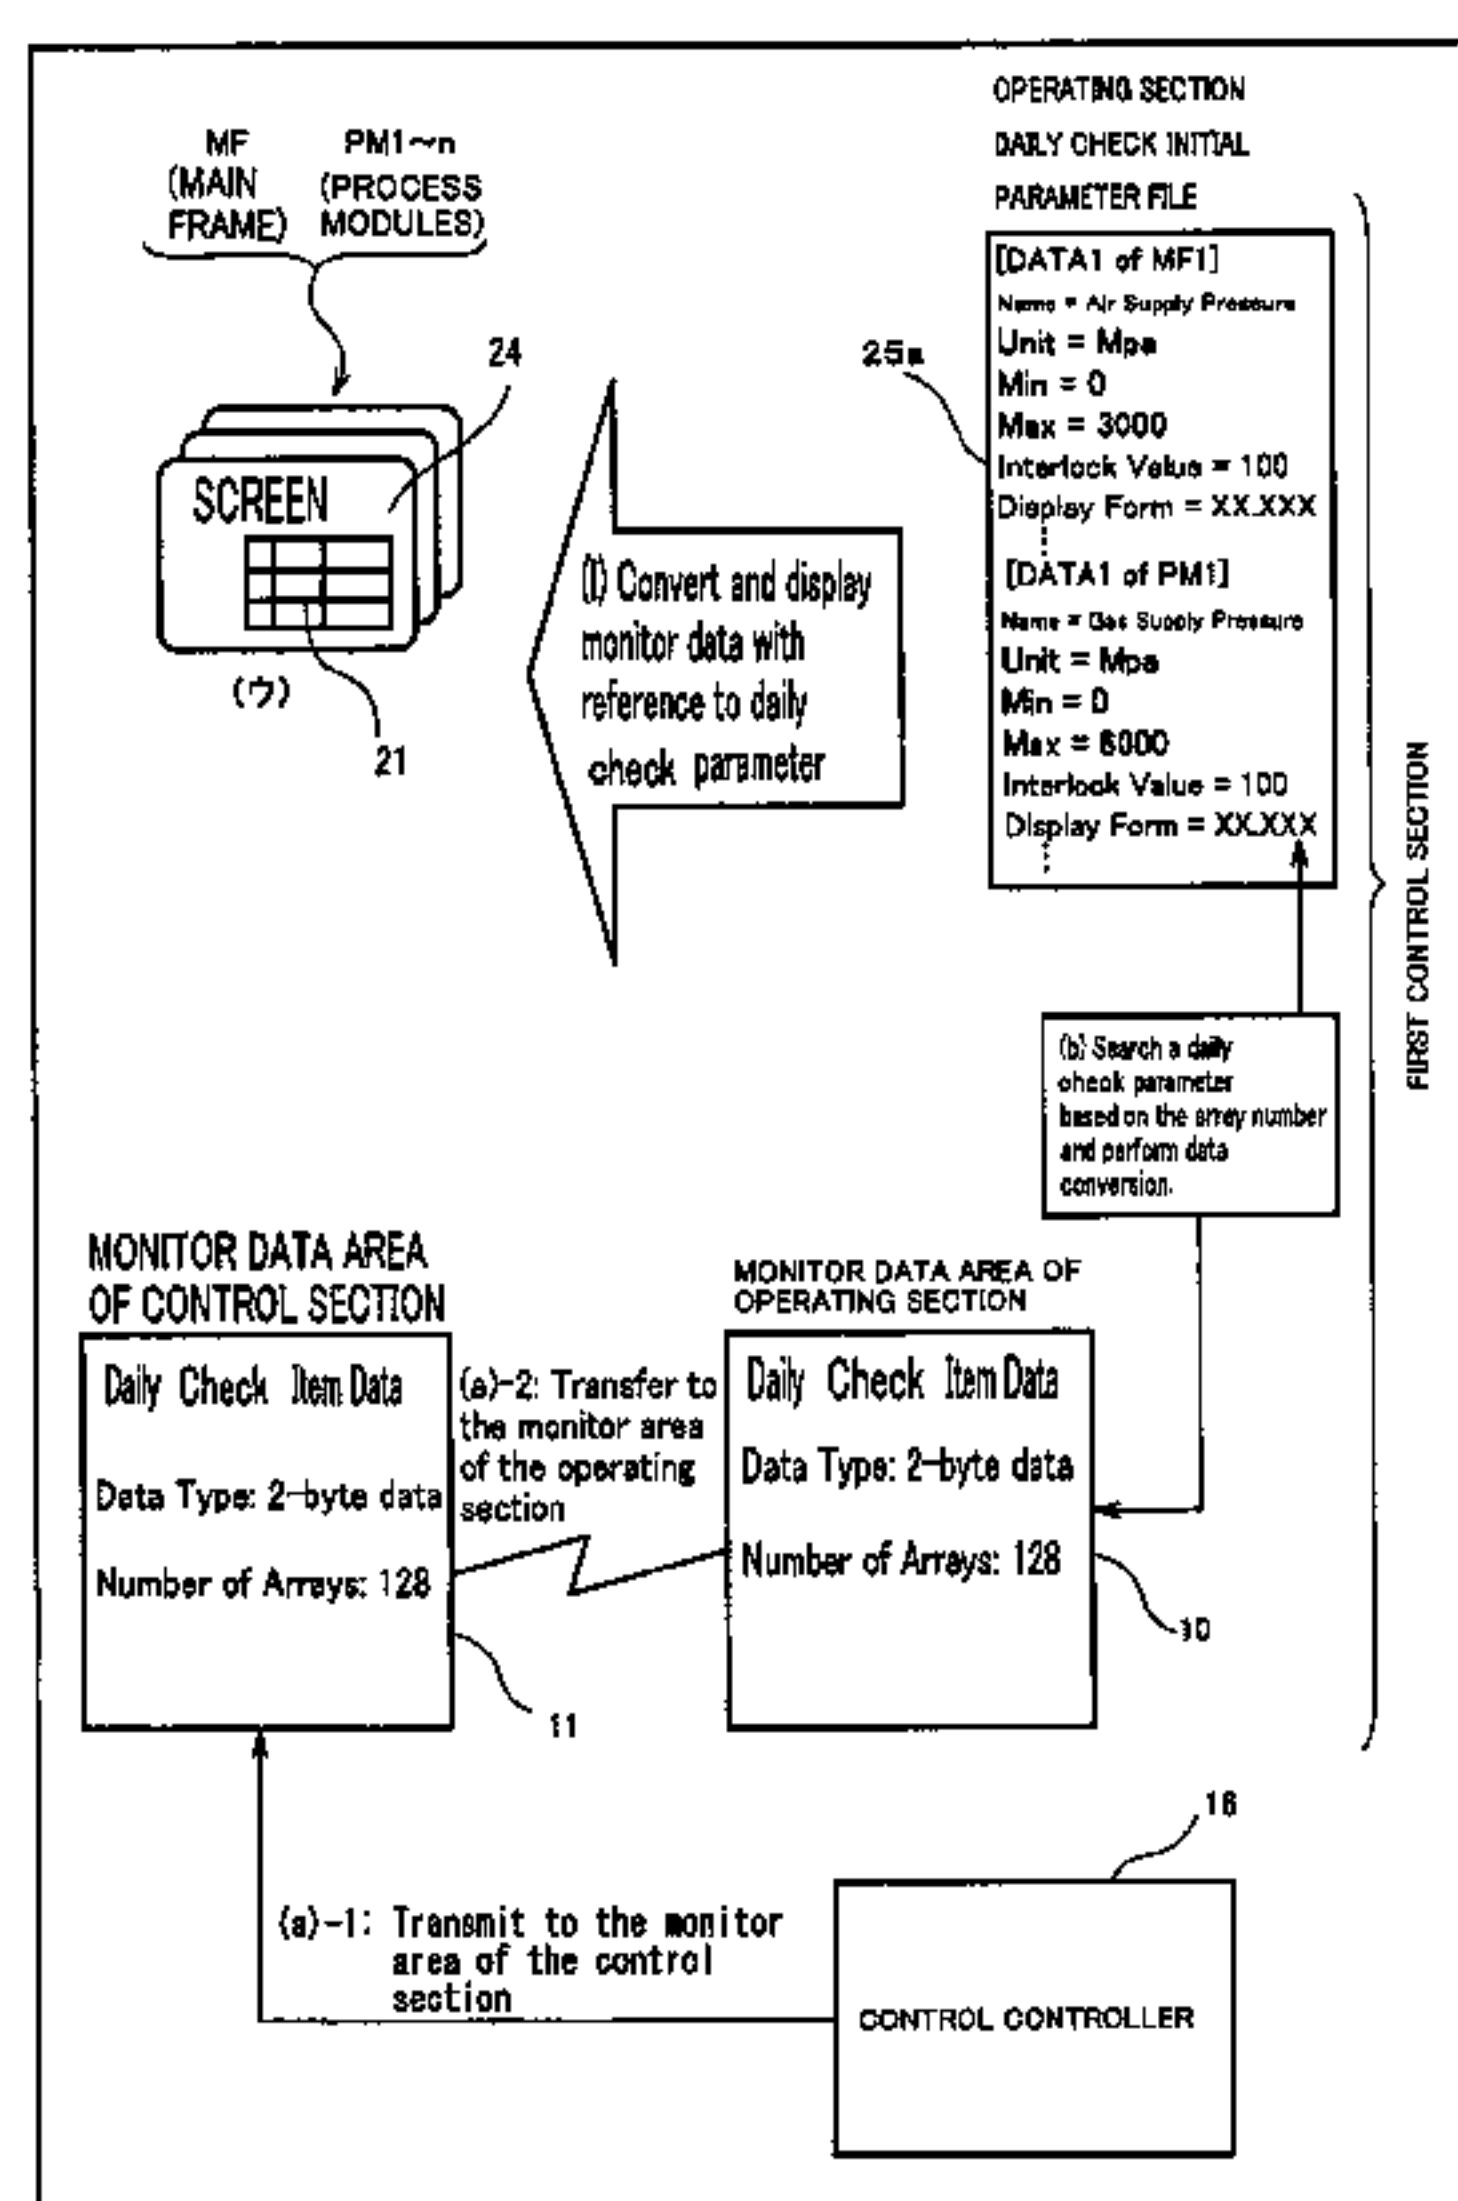 OPERATING SECTION
DAILY CHECK INITIAL
PARAMETER FILE
MF
(MAIN
FRAME)
PM1~n
(PROCESS
MODULES)
24
SCREEN
(ウ)
21
25a
[DATA1 of MF1]
Name = Air Supply Pressure
Unit = Mpa
Min = 0
Max = 3000
Interlock Value = 100
Display Form = XX.XXX
[DATA1 of PM1]
Name = Gas Supply Pressure
Unit = Mpa
Min = 0
Max = 6000
Interlock Value = 100
Display Form = XX.XXX
Convert and display
monitor data with
reference to daily
check parameter
FIRST CONTROL SECTION
(b) Search a daily
check parameter
based on the array number
and perform data
conversion.
MONITOR DATA AREA
OF CONTROL SECTION
Daily Check Item Data
Data Type: 2-byte data
Number of Arrays: 128
11
(a)-2: Transfer to
the monitor area
of the operating
section
MONITOR DATA AREA OF
OPERATING SECTION
Daily Check Item Data
Data Type: 2-byte data
Number of Arrays: 128
10
(a)-1: Transmit to the monitor
area of the control
section
16
CONTROL CONTROLLER